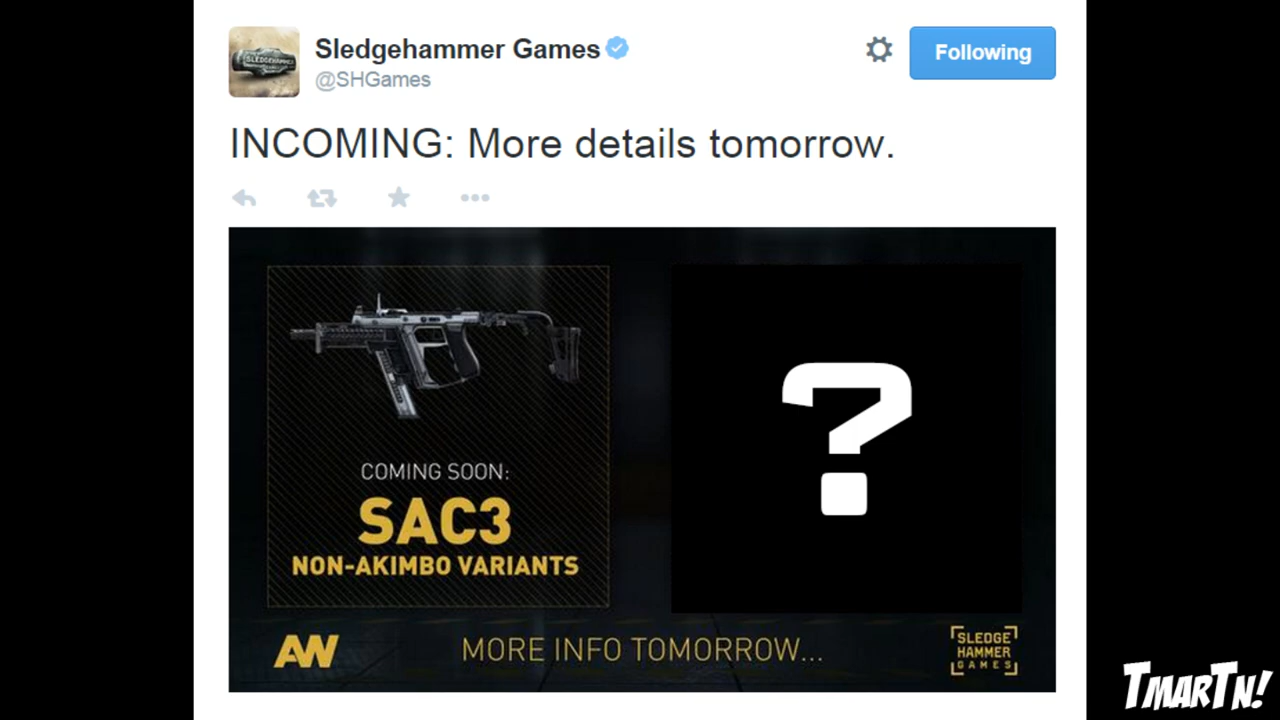 Sledgehammer Games
@SHGames
Following
INCOMING: More details tomorrow.
SLEDGEHAMMER
COMING SOON:
SAC3
NON-AKIMBO VARIANTS
?
AW
MORE INFO TOMORROW...
SLEDGE
HAMMER
GAMES
TMARTN!